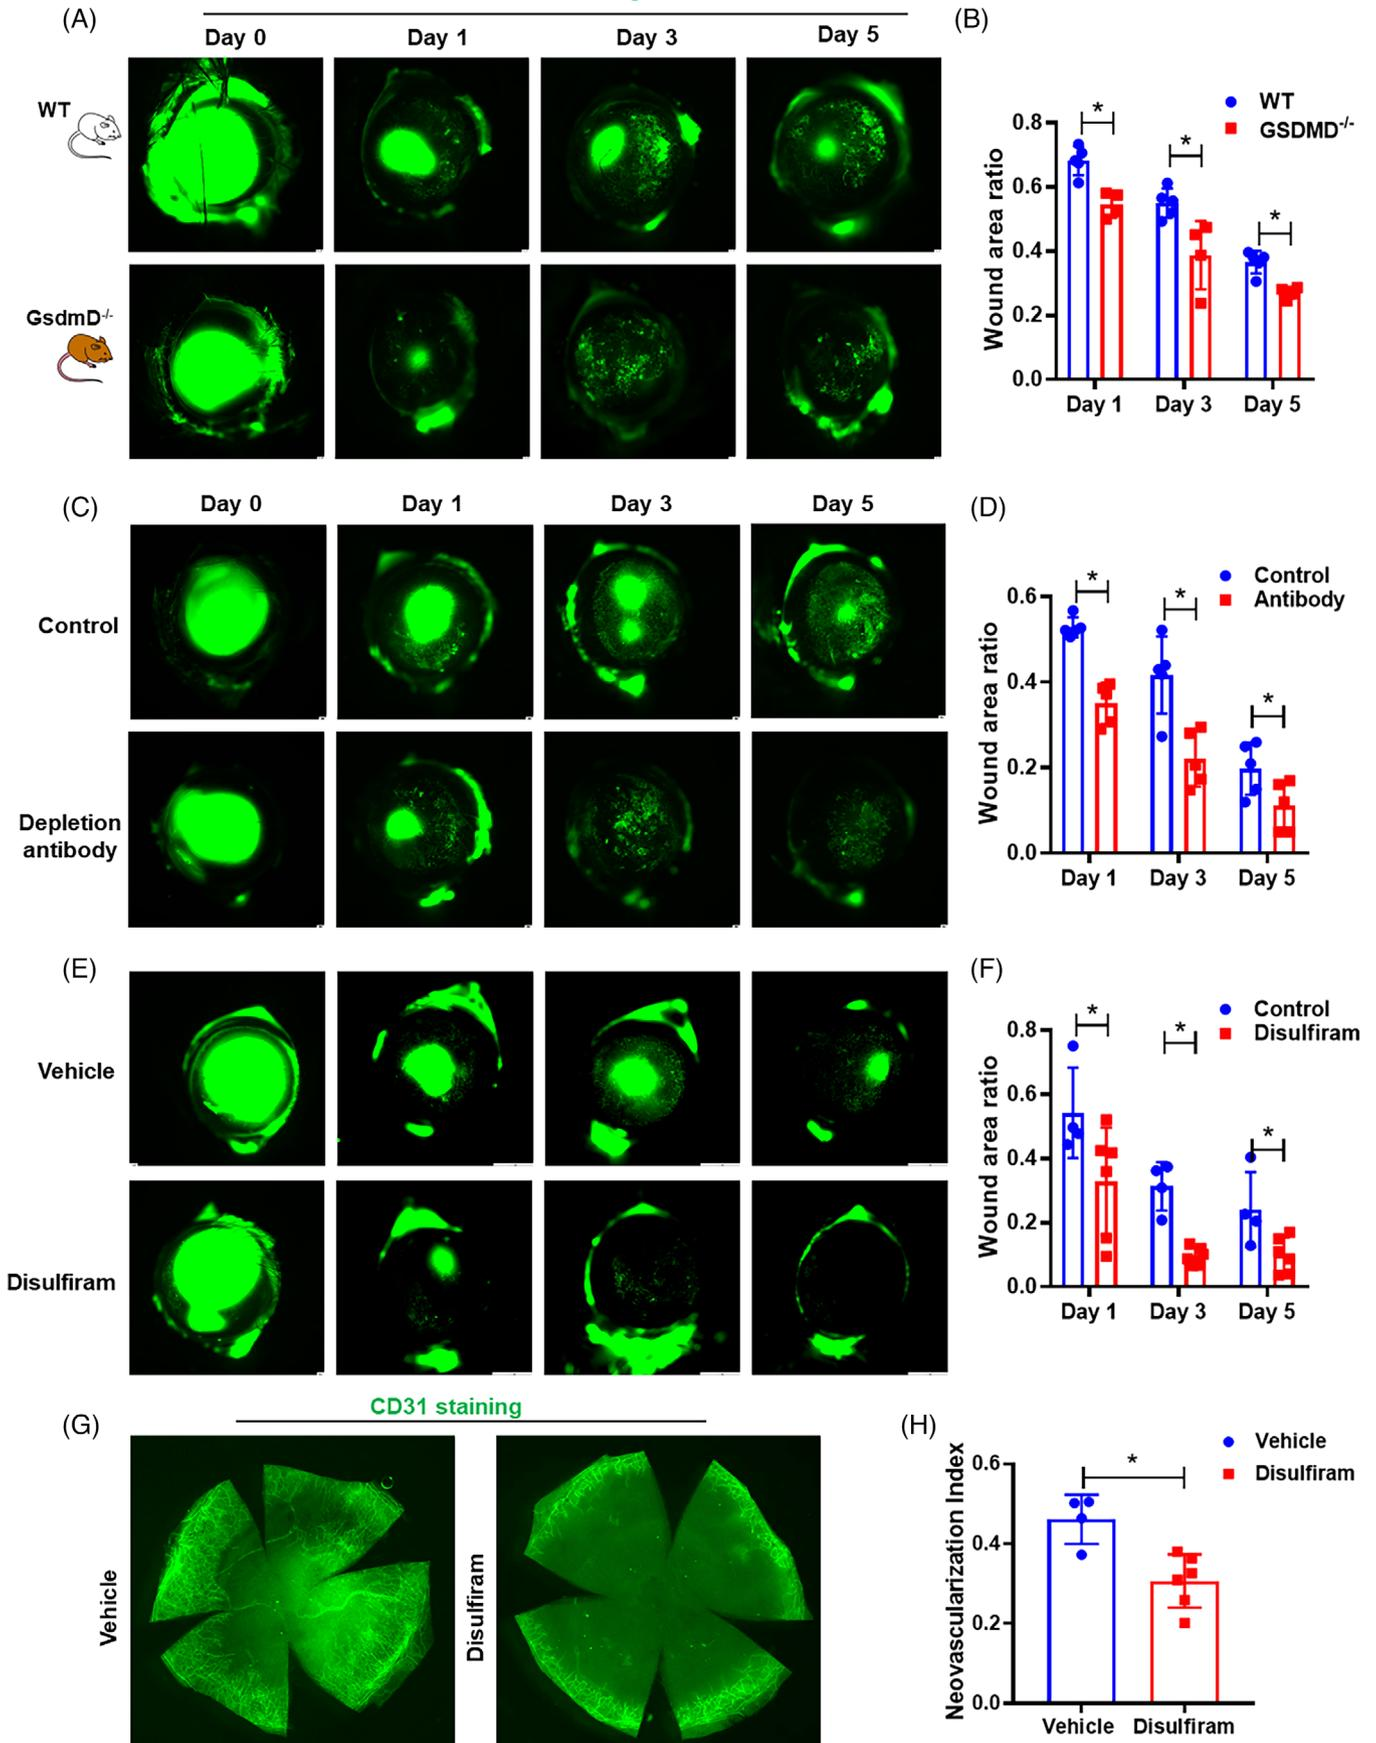 (A)
Day 0 Day 1 Day 3 Day 5
WT
GsdmD-/-
(B)
WT
GSDMD-/-
Wound area ratio
0.8
0.6
0.4
0.2
0.0
* * *
Day 1 Day 3 Day 5
(C)
Day 0 Day 1 Day 3 Day 5
Control
Depletion
antibody
(D)
Control
Antibody
Wound area ratio
0.6
0.4
0.2
0.0
* * *
Day 1 Day 3 Day 5
(E)
Vehicle
Disulfiram
(F)
Control
Disulfiram
Wound area ratio
0.8
0.6
0.4
0.2
0.0
* * *
Day 1 Day 3 Day 5
(G)
CD31 staining
Vehicle
Disulfiram
(H)
Vehicle
Disulfiram
Neovascularization Index
0.6
0.4
0.2
0.0
*
Vehicle Disulfiram